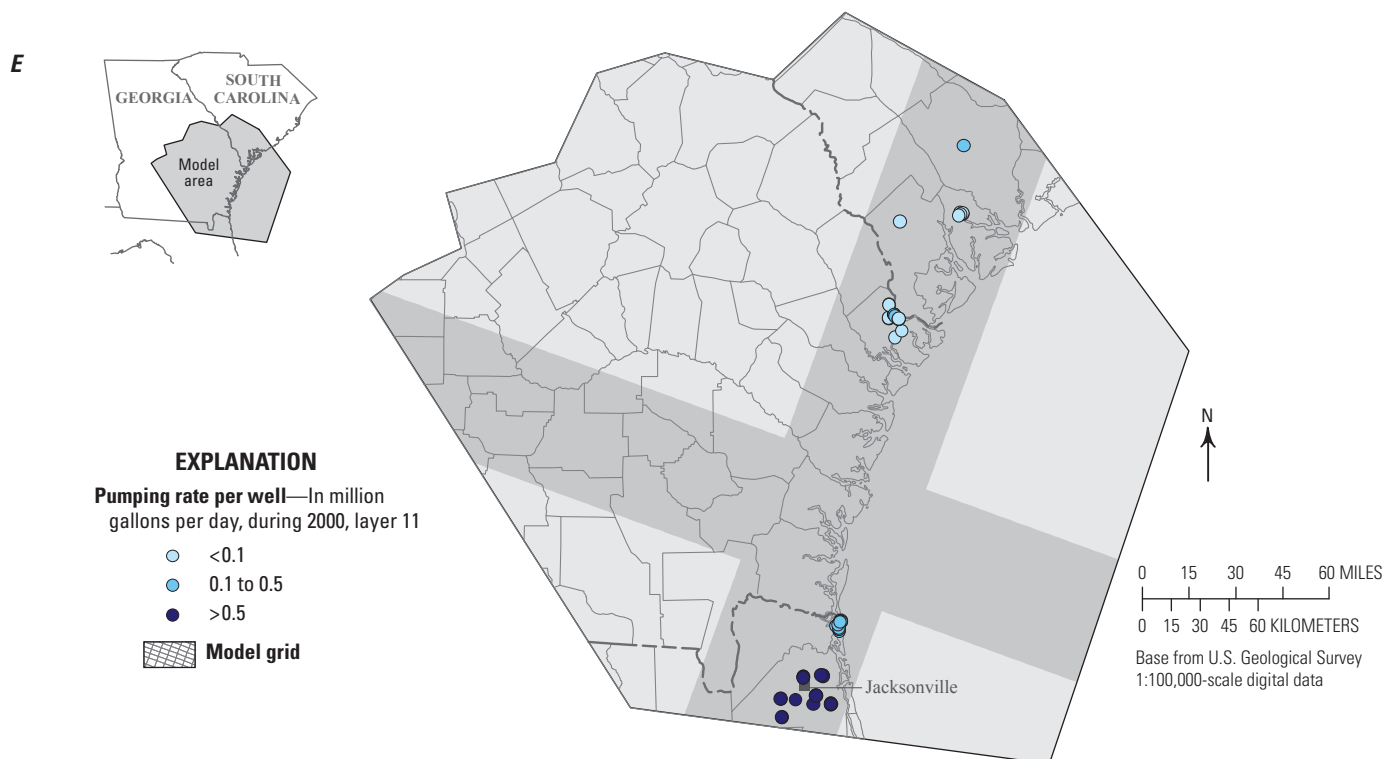 E
GEORGIA
SOUTH
CAROLINA
Model
area
EXPLANATION
Pumping rate per well—In million
gallons per day, during 2000, layer 11
<0.1
0.1 to 0.5
>0.5
Model grid
Jacksonville
N
0 15 30 45 60 MILES
0 15 30 45 60 KILOMETERS
Base from U.S. Geological Survey
1:100,000-scale digital data